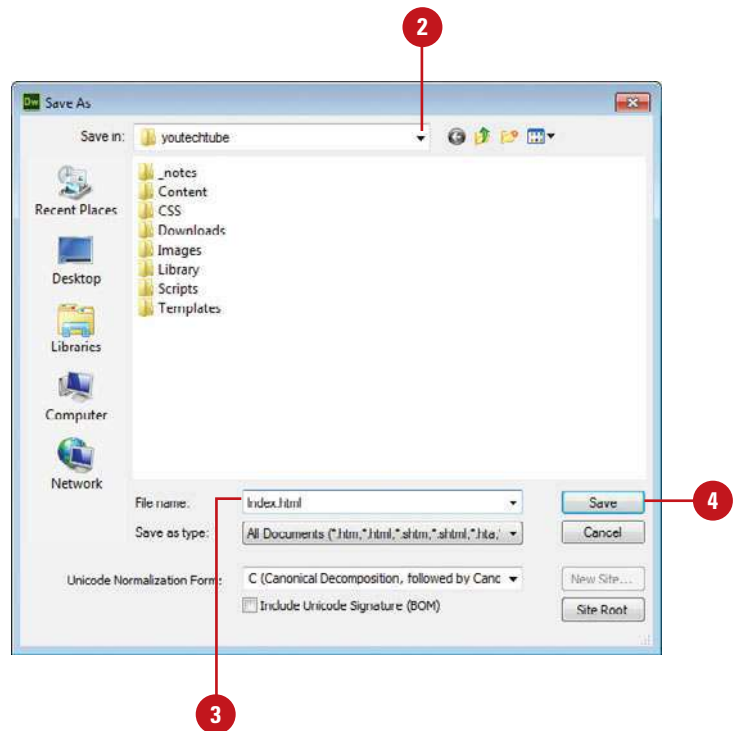 2
Dw Save As
Save in: youtechtube
_notes
Content
CSS
Downloads
Images
Library
Scripts
Templates
Recent Places
Desktop
Libraries
Computer
Network
File name: Index.html Save 4
Save as type: All Documents (*.htm,*.html,*.shtm,*.shtml,*.hta,' Cancel
Unicode Normalization Form: C (Canonical Decomposition, followed by Canc New Site...
Include Unicode Signature (BOM) Site Root
3